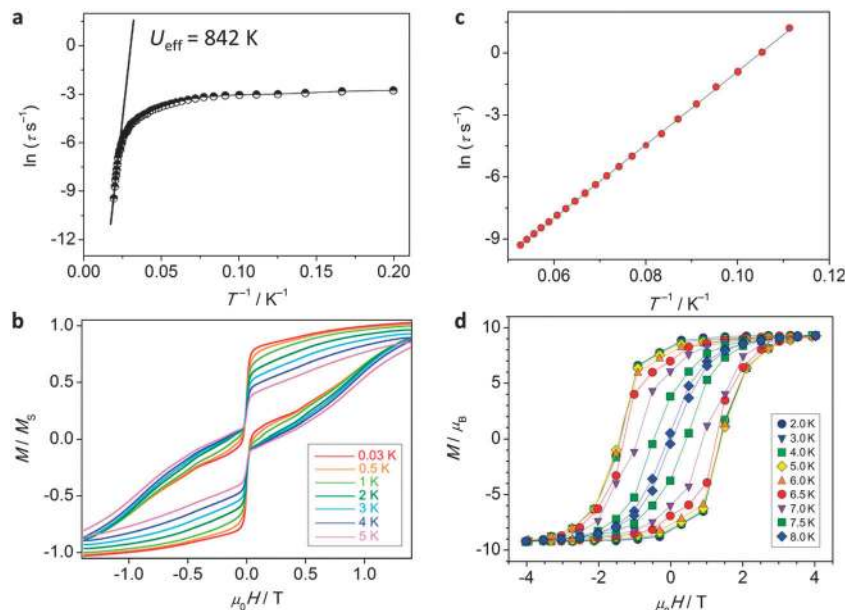 a
U_eff = 842 K
ln (τ s⁻¹)
0
-3
-6
-9
-12
0.00 0.05 0.10 0.15 0.20
T⁻¹ / K⁻¹
c
ln (τ s⁻¹)
0
-3
-6
-9
0.06 0.08 0.10 0.12
T⁻¹ / K⁻¹
b
M / M_S
1.0
0.5
0.0
-0.5
-1.0
0.03 K
0.5 K
1 K
2 K
3 K
4 K
5 K
-1.0 -0.5 0.0 0.5 1.0
μ₀H / T
d
M / μ_B
10
5
0
-5
-10
2.0 K
3.0 K
4.0 K
5.0 K
6.0 K
6.5 K
7.0 K
7.5 K
8.0 K
-4 -2 0 2 4
μ₀H / T